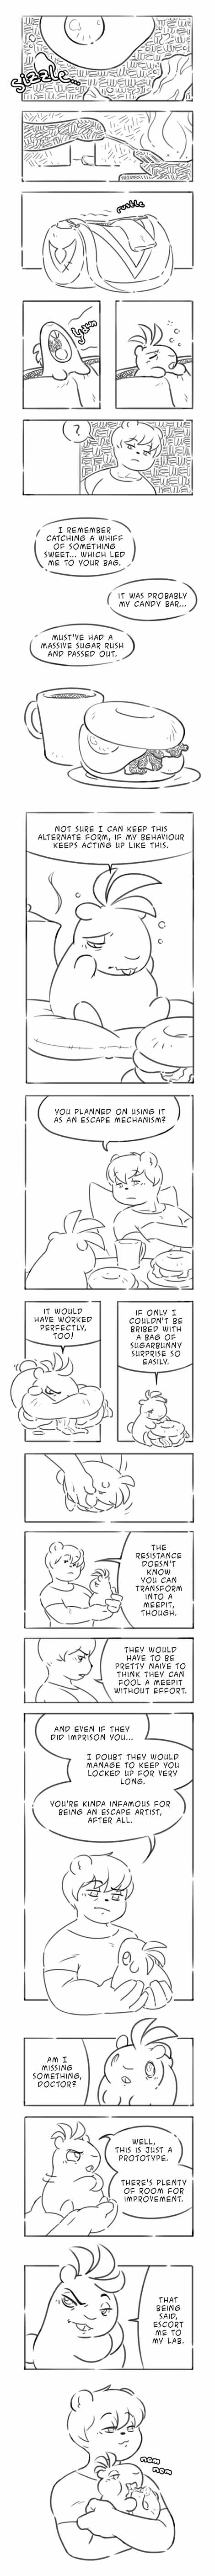 sizzle...
rustle
yawn
?
I REMEMBER
CATCHING A WHIFF
OF SOMETHING
SWEET... WHICH LED
ME TO YOUR BAG.
IT WAS PROBABLY
MY CANDY BAR...
MUST'VE HAD A
MASSIVE SUGAR RUSH
AND PASSED OUT.
NOT SURE I CAN KEEP THIS
ALTERNATE FORM, IF MY BEHAVIOUR
KEEPS ACTING UP LIKE THIS.
YOU PLANNED ON USING IT
AS AN ESCAPE MECHANISM?
IT WOULD
HAVE WORKED
PERFECTLY,
TOO!
IF ONLY I
COULDN'T BE
BRIBED WITH
A BAG OF
SUGARBUNNY
SURPRISE SO
EASILY.
THE
RESISTANCE
DOESN'T
KNOW
YOU CAN
TRANSFORM
INTO A
MEEPIT,
THOUGH.
THEY WOULD
HAVE TO BE
PRETTY NAIVE TO
THINK THEY CAN
FOOL A MEEPIT
WITHOUT EFFORT.
AND EVEN IF THEY
DID IMPRISON YOU...
I DOUBT THEY WOULD
MANAGE TO KEEP YOU
LOCKED UP FOR VERY
LONG.
YOU'RE KINDA INFAMOUS FOR
BEING AN ESCAPE ARTIST,
AFTER ALL.
AM I
MISSING
SOMETHING,
DOCTOR?
WELL,
THIS IS JUST A
PROTOTYPE.
THERE'S PLENTY
OF ROOM FOR
IMPROVEMENT.
THAT
BEING
SAID,
ESCORT
ME TO
MY LAB.
nom
nom